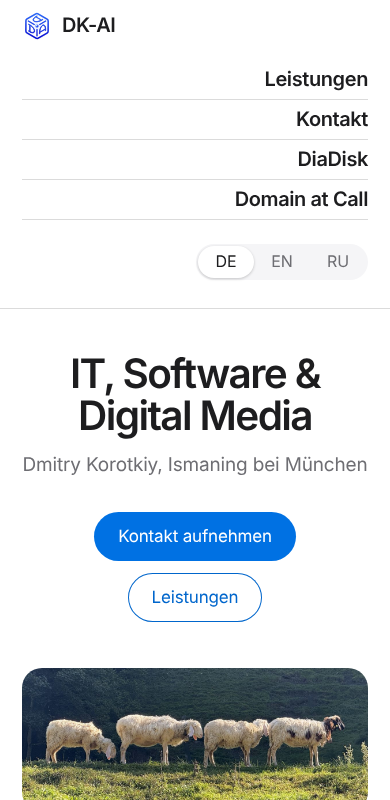 DK-AI
Leistungen
Kontakt
DiaDisk
Domain at Call
DE EN RU
IT, Software &
Digital Media
Dmitry Korotkiy, Ismaning bei München
Kontakt aufnehmen
Leistungen